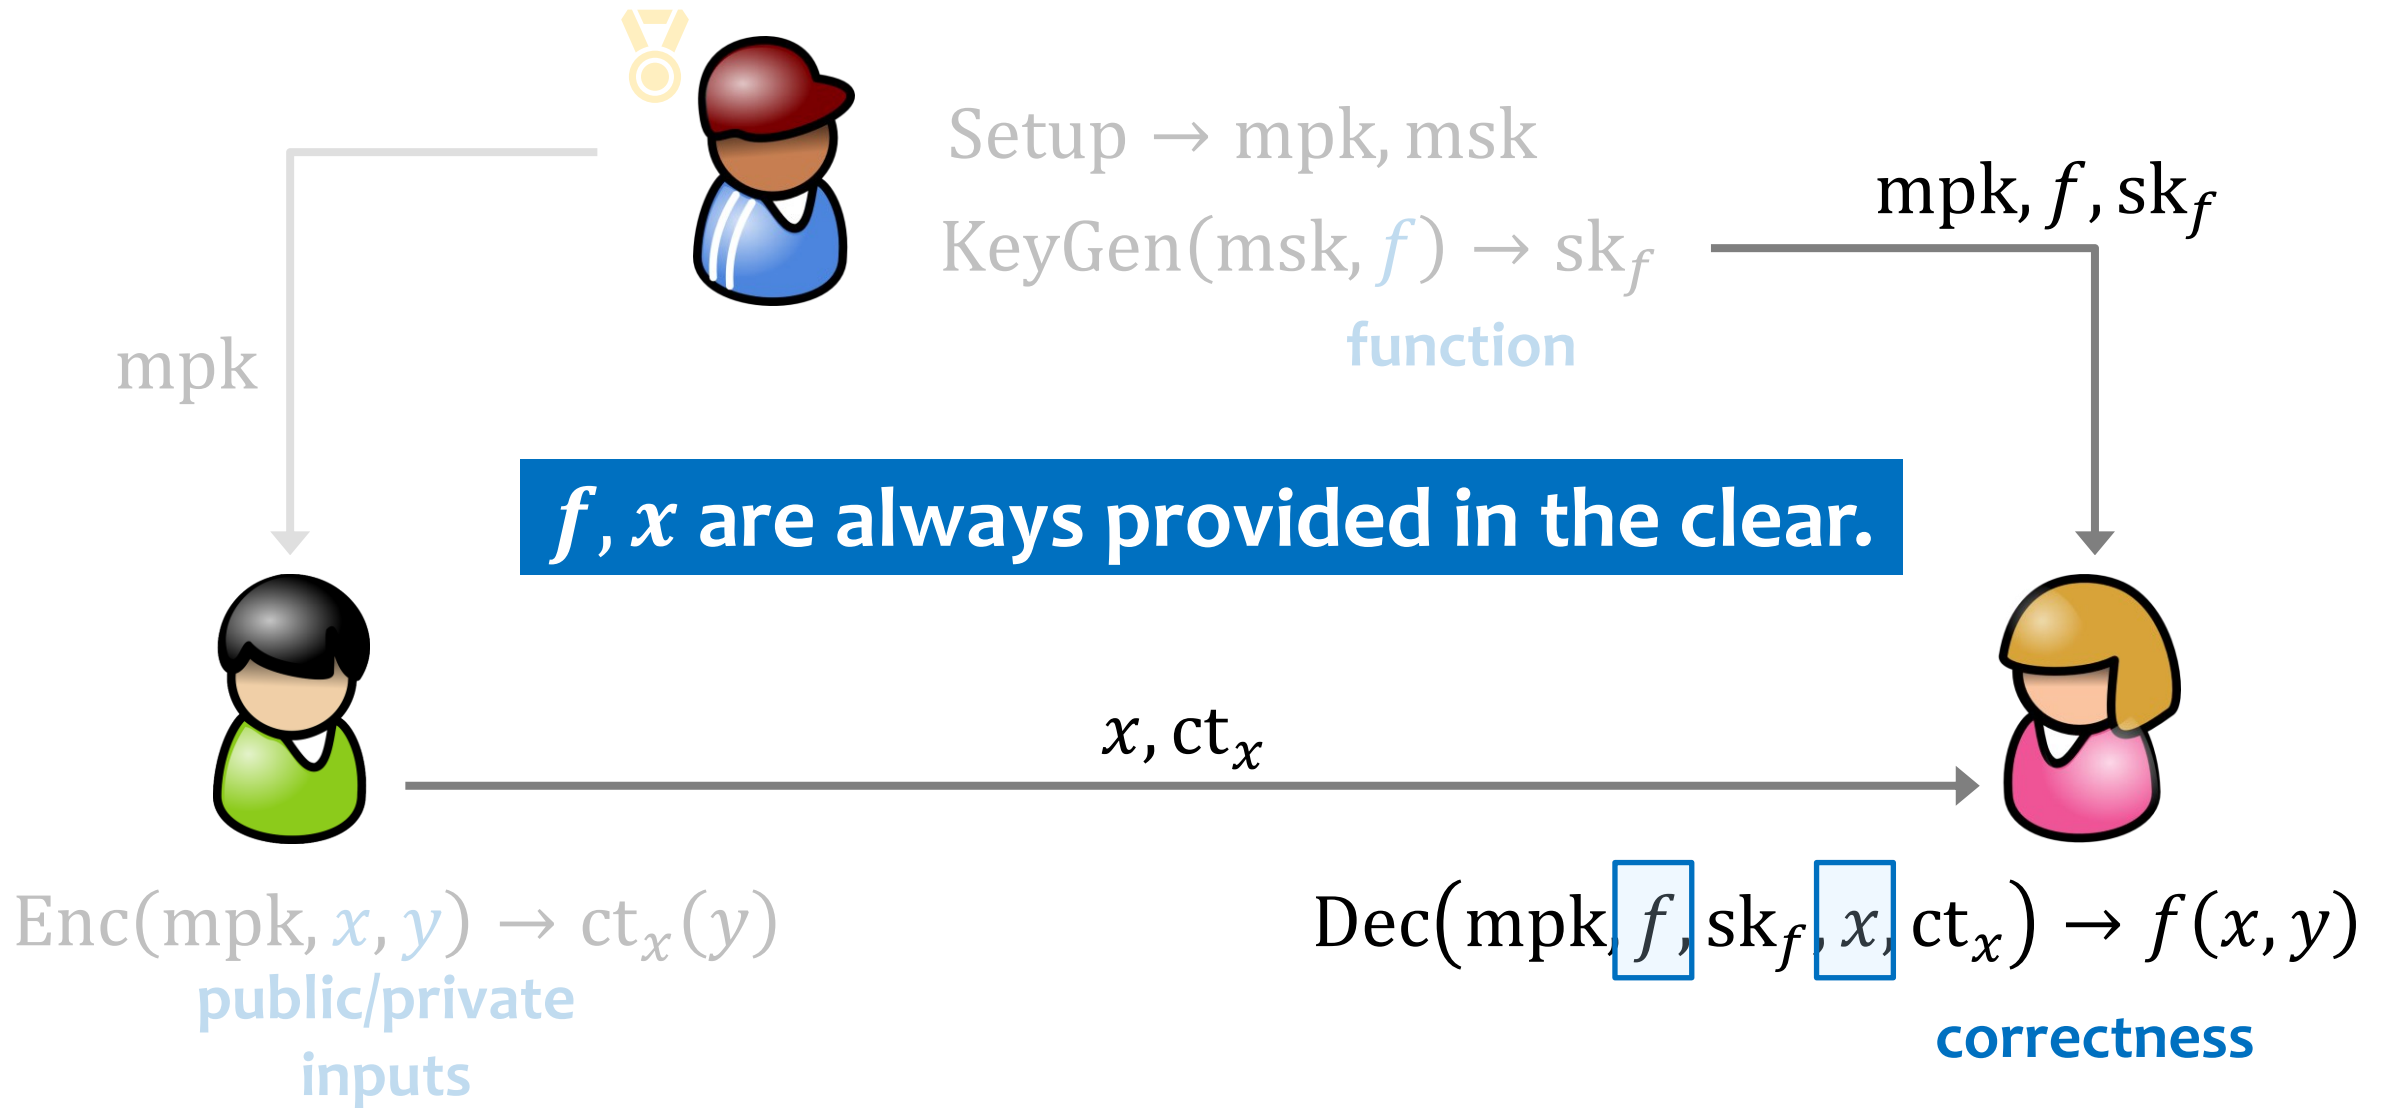 Setup → mpk, msk
mpk, f, sk_f
KeyGen(msk, f) → sk_f
function
mpk
f, x are always provided in the clear.
x, ct_x
Enc(mpk, x, y) → ct_x(y)
public/private
inputs
Dec(mpk, f, sk_f, x, ct_x) → f(x, y)
correctness